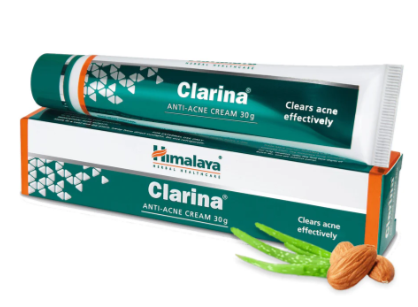 Clarina®
ANTI-ACNE CREAM 30g
Clears acne
effectively
Himalaya
HERBAL HEALTHCARE
Clarina®
ANTI-ACNE CREAM 30g
Clears acne
effectively